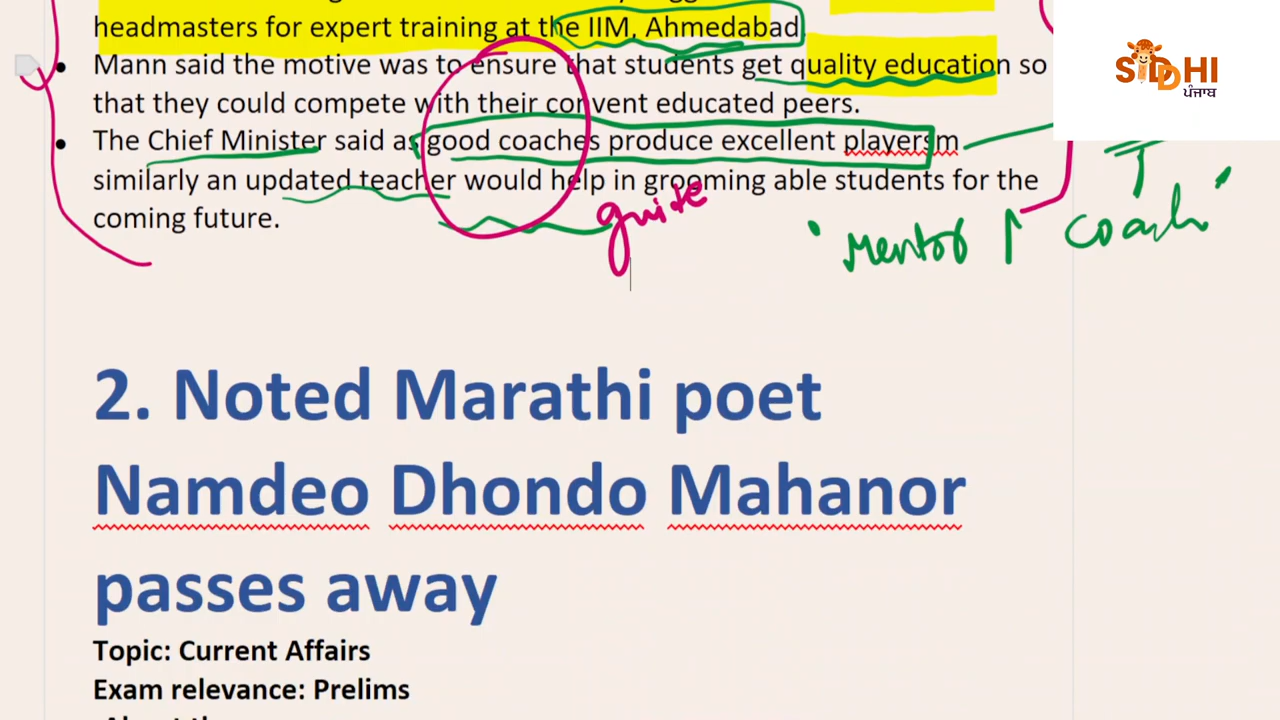 headmasters for expert training at the IIM, Ahmedabad.
Mann said the motive was to ensure that students get quality education so
that they could compete with their convent educated peers.
The Chief Minister said as good coaches produce excellent playersm
similarly an updated teacher would help in grooming able students for the
coming future.
guite
"Mentor / coach"
SIDDHI
ਪੰਜਾਬ
2. Noted Marathi poet
Namdeo Dhondo Mahanor
passes away
Topic: Current Affairs
Exam relevance: Prelims